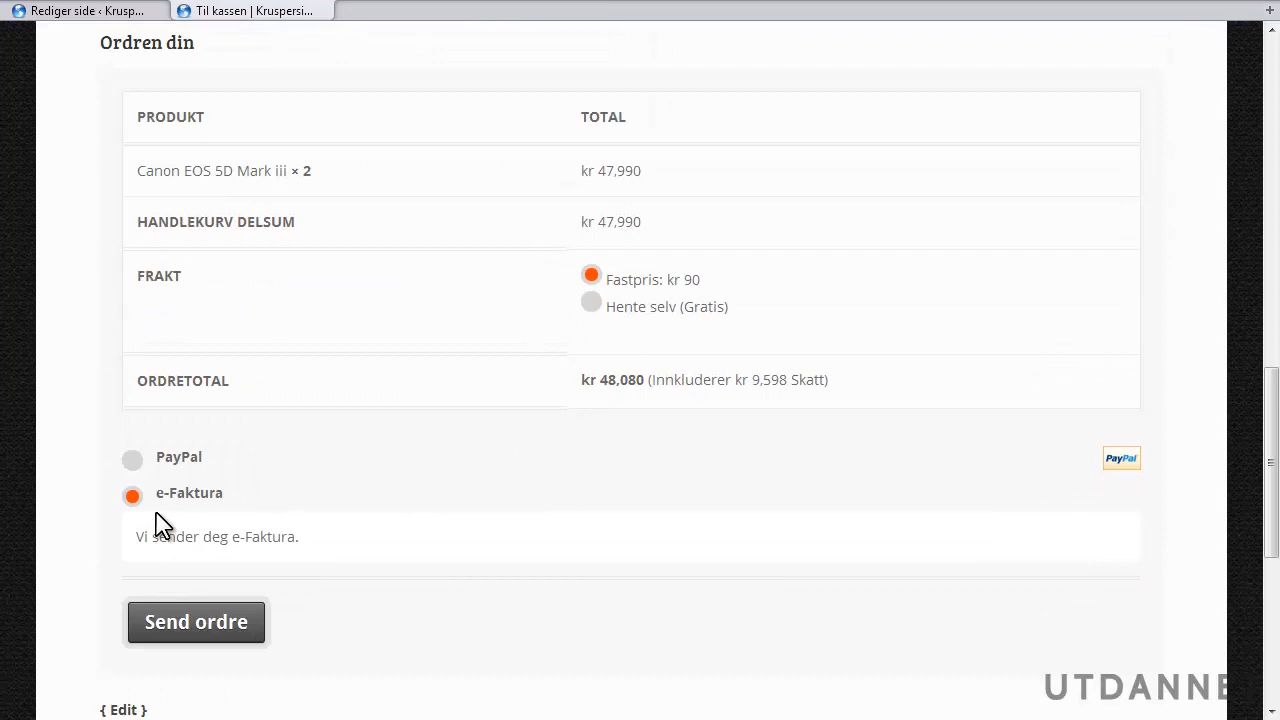 Rediger side ‹ Krusp...
Til kassen | Kruspersi...
Ordren din
PRODUKT TOTAL
Canon EOS 5D Mark iii × 2 kr 47,990
HANDLEKURV DELSUM kr 47,990
FRAKT Fastpris: kr 90
Hente selv (Gratis)
ORDRETOTAL kr 48,080 (Innkluderer kr 9,598 Skatt)
PayPal PayPal
e-Faktura
Vi sender deg e-Faktura.
Send ordre
UTDANNE
{ Edit }